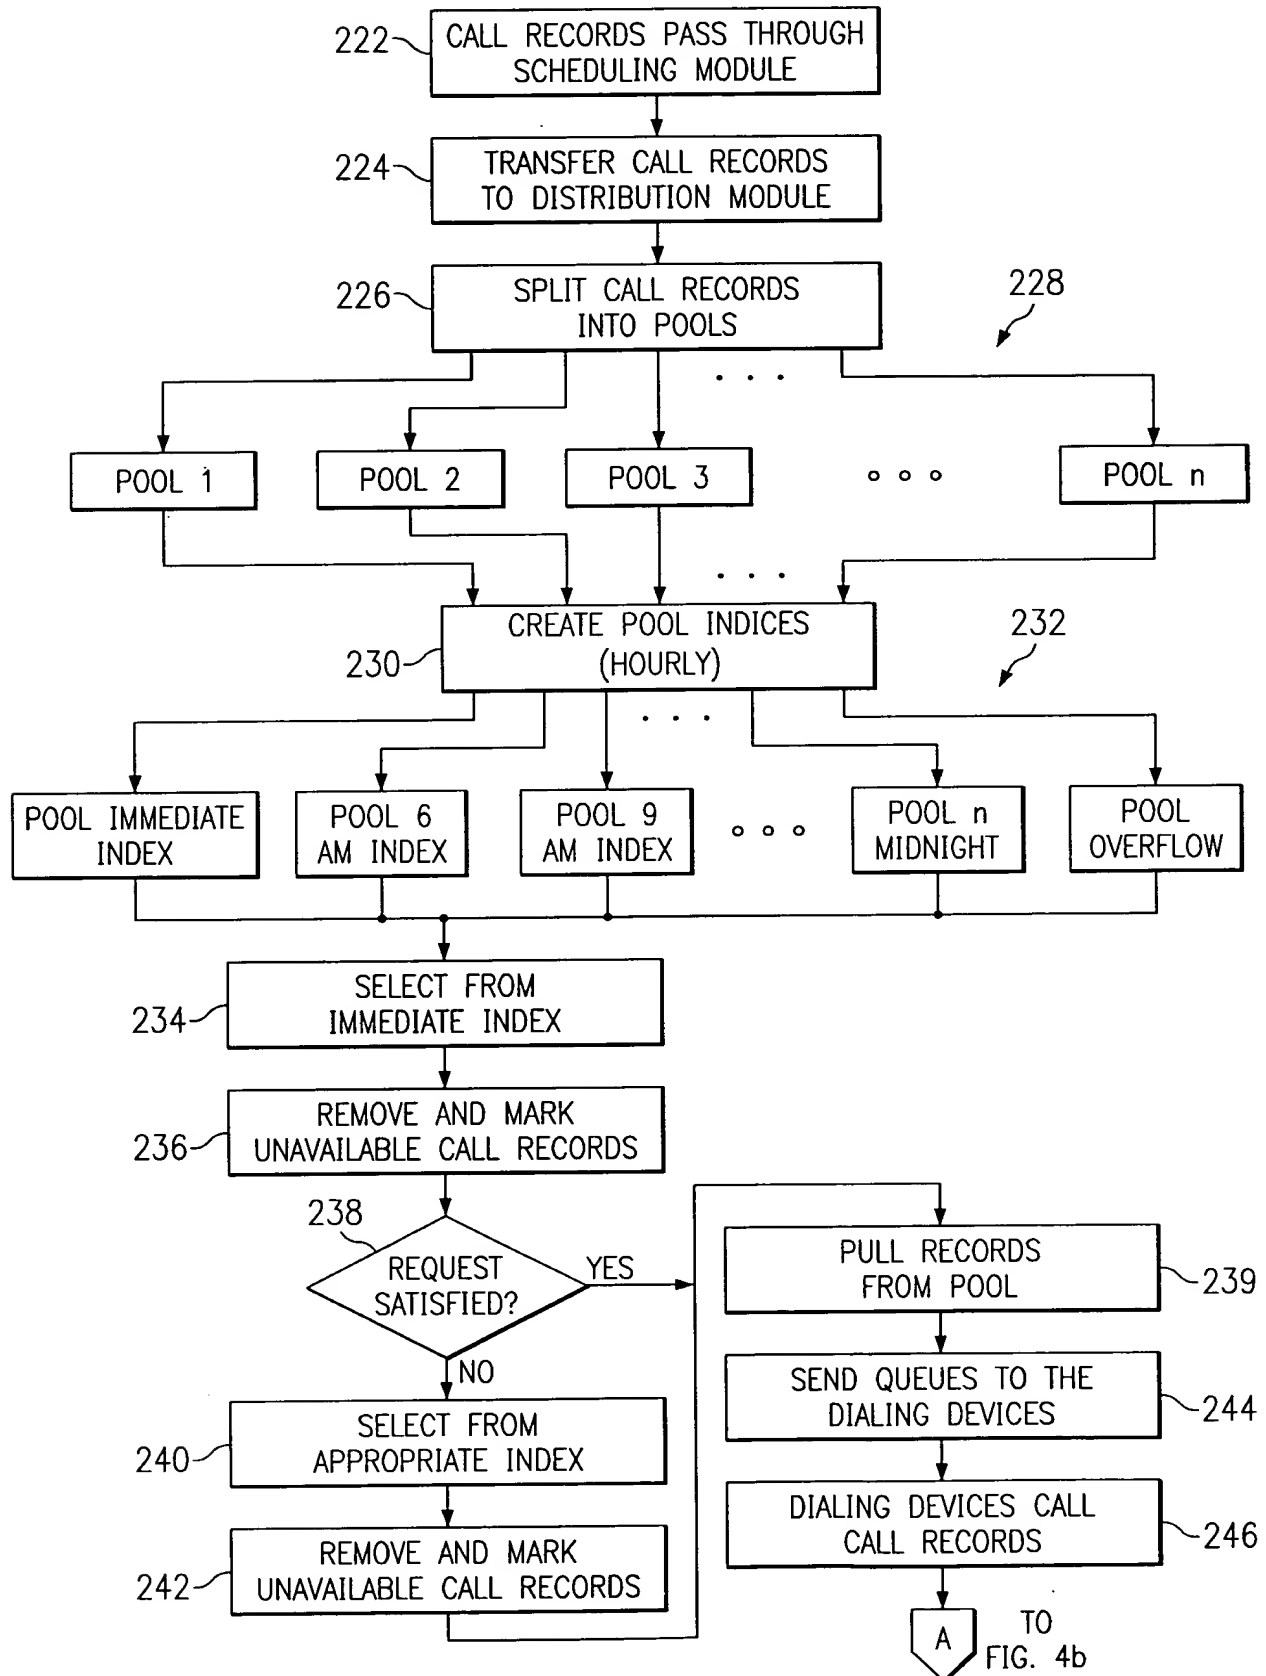 222
CALL RECORDS PASS THROUGH
SCHEDULING MODULE
224
TRANSFER CALL RECORDS
TO DISTRIBUTION MODULE
226
SPLIT CALL RECORDS
INTO POOLS
228
POOL 1
POOL 2
POOL 3
POOL n
230
CREATE POOL INDICES
(HOURLY)
232
POOL IMMEDIATE
INDEX
POOL 6
AM INDEX
POOL 9
AM INDEX
POOL n
MIDNIGHT
POOL
OVERFLOW
234
SELECT FROM
IMMEDIATE INDEX
236
REMOVE AND MARK
UNAVAILABLE CALL RECORDS
238
REQUEST
SATISFIED?
YES
NO
240
SELECT FROM
APPROPRIATE INDEX
242
REMOVE AND MARK
UNAVAILABLE CALL RECORDS
PULL RECORDS
FROM POOL
239
SEND QUEUES TO THE
DIALING DEVICES
244
DIALING DEVICES CALL
CALL RECORDS
246
A
TO
FIG. 4b